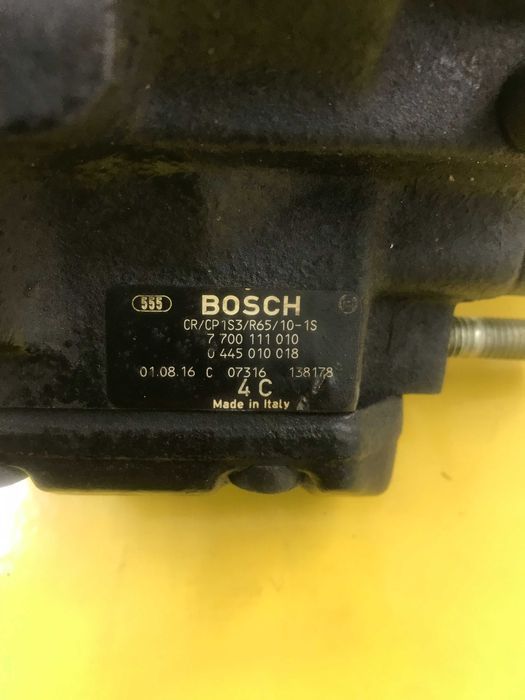 555 BOSCH
CR/CP1S3/R65/10-1S
7 700 111 010
0 445 010 018
01.08.16 C 07316 138178
4 C
Made in Italy